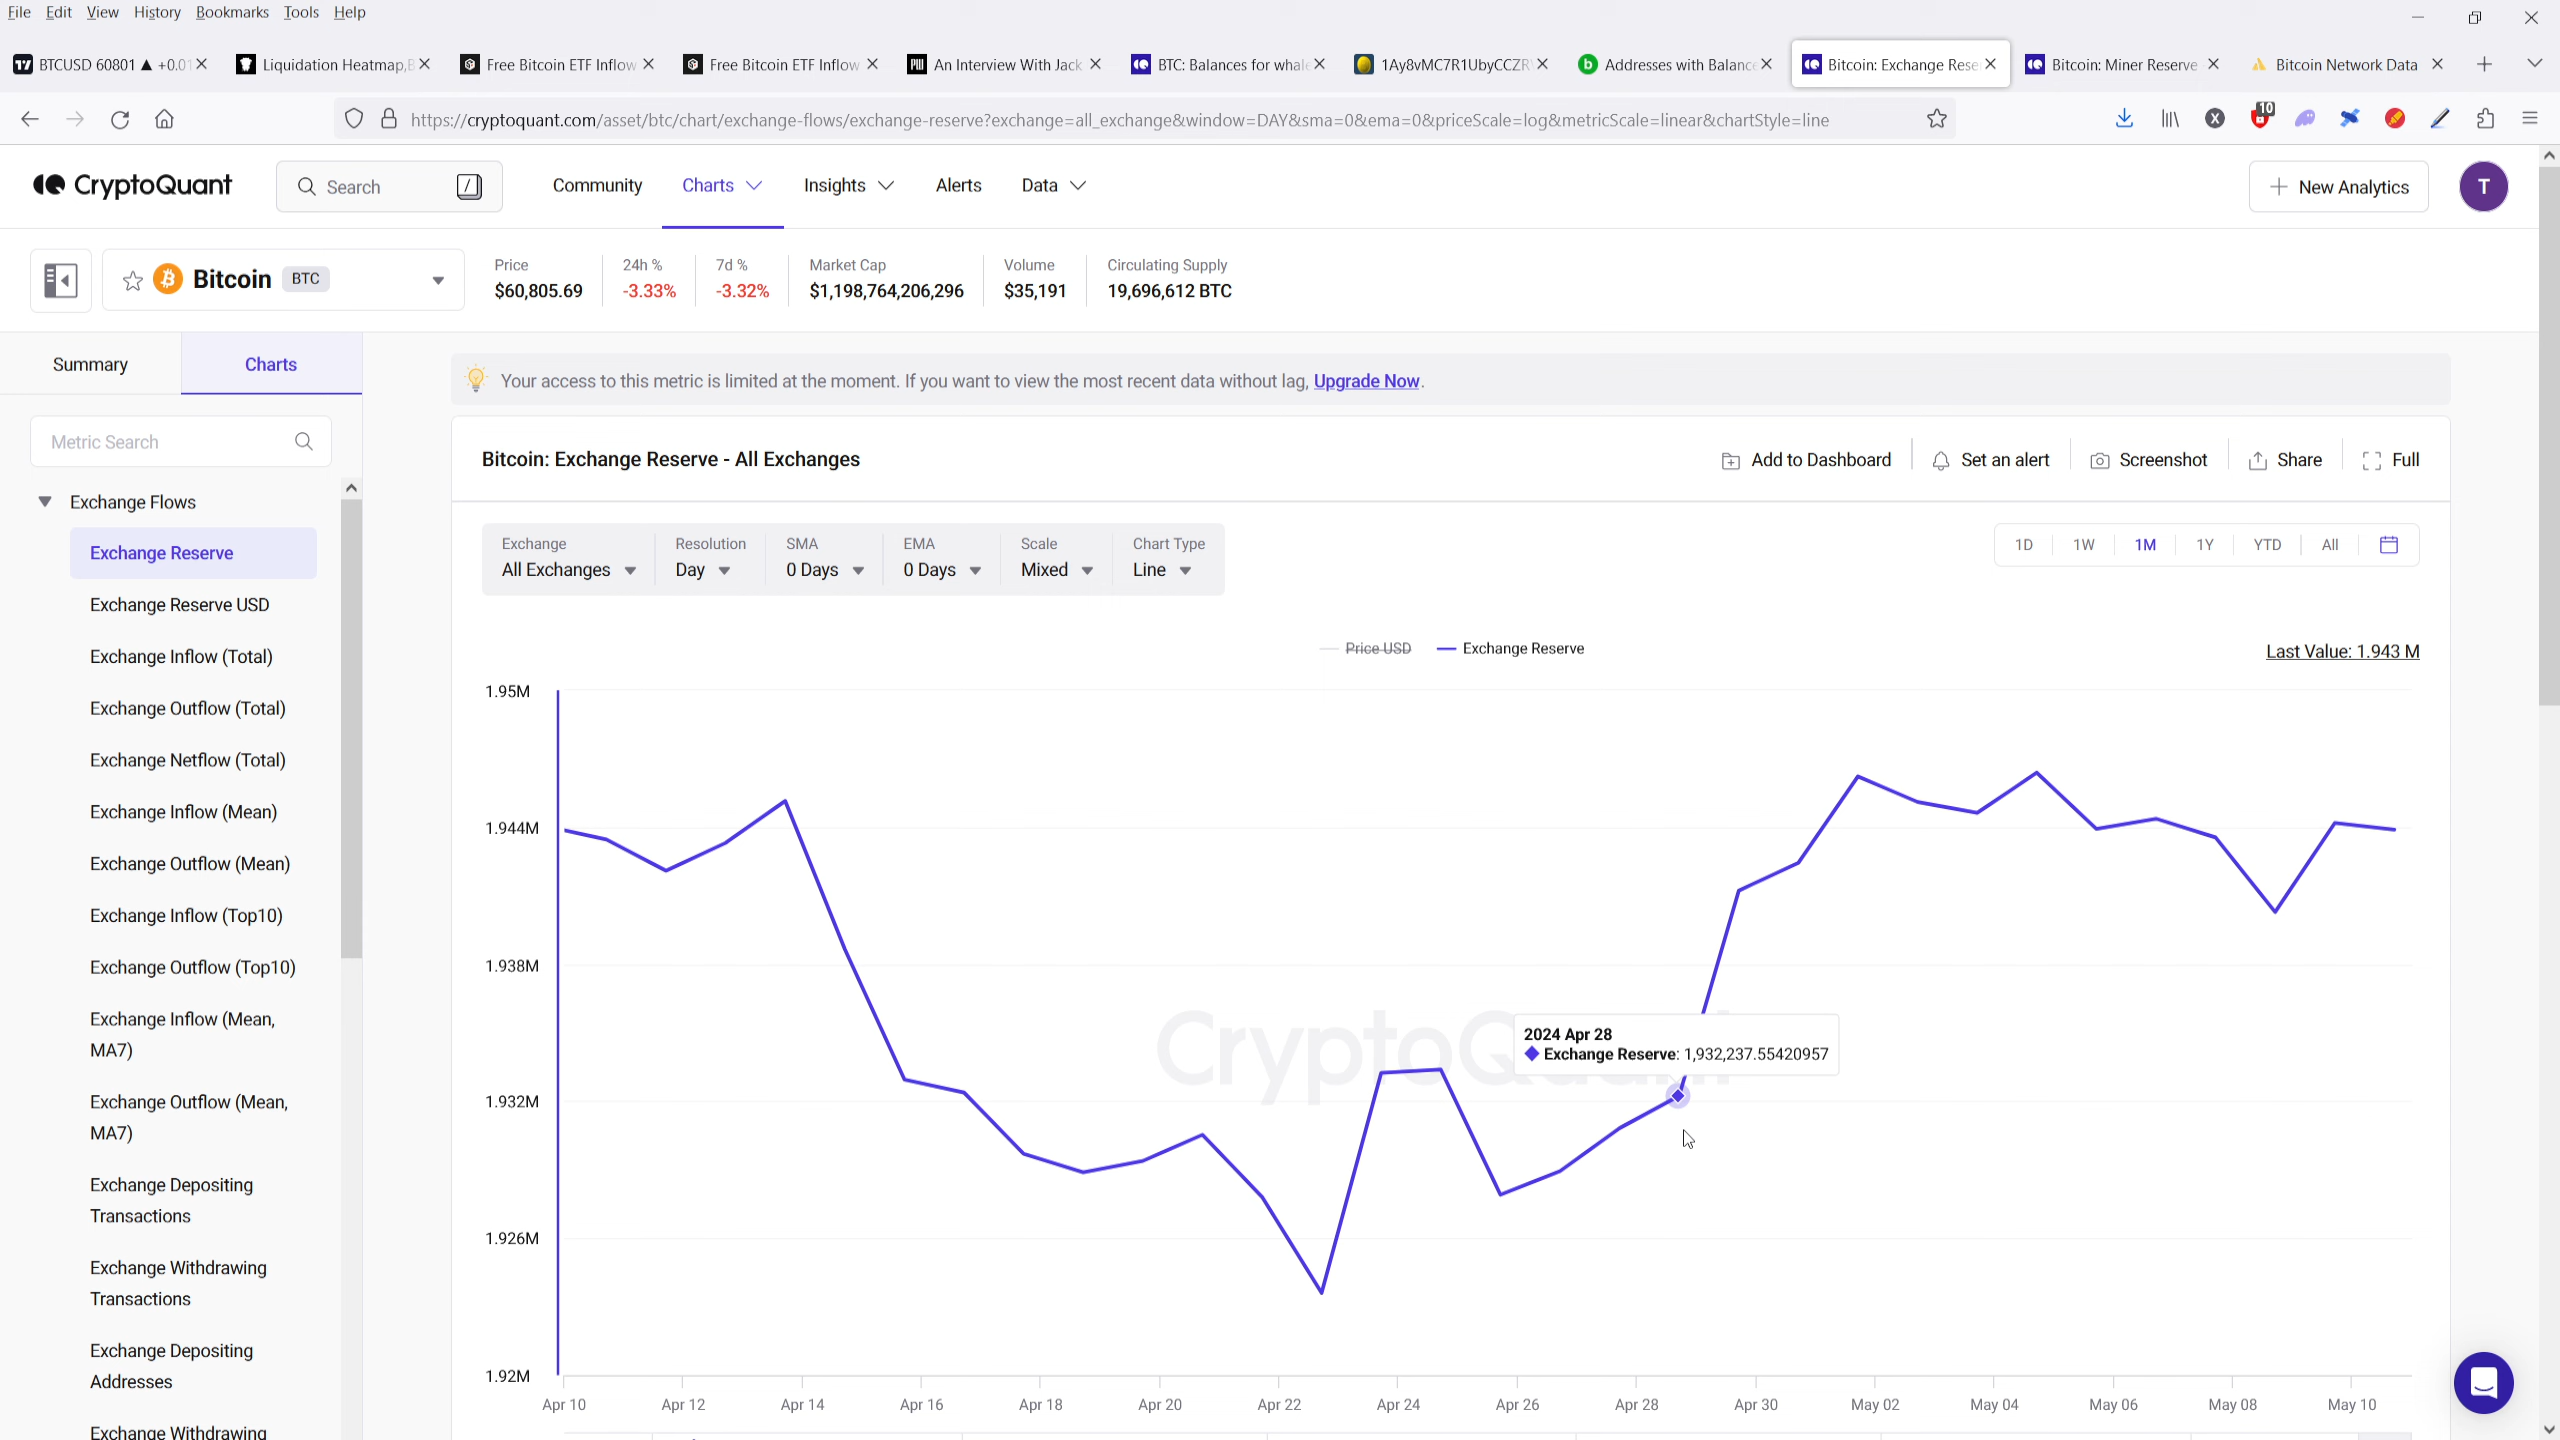 File Edit View History Bookmarks Tools Help
BTCUSD 60801 ▲ +0.01 Liquidation Heatmap,B Free Bitcoin ETF Inflow Free Bitcoin ETF Inflow An Interview With Jack BTC: Balances for whale 1Ay8vMC7R1UbyCCZR Addresses with Balance Bitcoin: Exchange Rese Bitcoin: Miner Reserve Bitcoin Network Data
https://cryptoquant.com/asset/btc/chart/exchange-flows/exchange-reserve?exchange=all_exchange&window=DAY&sma=0&ema=0&priceScale=log&metricScale=linear&chartStyle=line 10
CryptoQuant Search / Community Charts Insights Alerts Data + New Analytics T
Price 24h % 7d % Market Cap Volume Circulating Supply
Bitcoin BTC $60,805.69 -3.33% -3.32% $1,198,764,206,296 $35,191 19,696,612 BTC
Summary Charts
Your access to this metric is limited at the moment. If you want to view the most recent data without lag, Upgrade Now.
Metric Search
Bitcoin: Exchange Reserve - All Exchanges Add to Dashboard Set an alert Screenshot Share Full
Exchange Flows
Exchange Reserve
Exchange Reserve USD
Exchange Inflow (Total)
Exchange Outflow (Total)
Exchange Netflow (Total)
Exchange Inflow (Mean)
Exchange Outflow (Mean)
Exchange Inflow (Top10)
Exchange Outflow (Top10)
Exchange Inflow (Mean,
MA7)
Exchange Outflow (Mean,
MA7)
Exchange Depositing
Transactions
Exchange Withdrawing
Transactions
Exchange Depositing
Addresses
Exchange Withdrawing
Exchange Resolution SMA EMA Scale Chart Type
All Exchanges Day 0 Days 0 Days Mixed Line
1D 1W 1M 1Y YTD All
Price USD Exchange Reserve Last Value: 1.943 M
1.95M
1.944M
1.938M
1.932M
1.926M
1.92M
CryptoQuant
2024 Apr 28
Exchange Reserve: 1,932,237.55420957
Apr 10 Apr 12 Apr 14 Apr 16 Apr 18 Apr 20 Apr 22 Apr 24 Apr 26 Apr 28 Apr 30 May 02 May 04 May 06 May 08 May 10